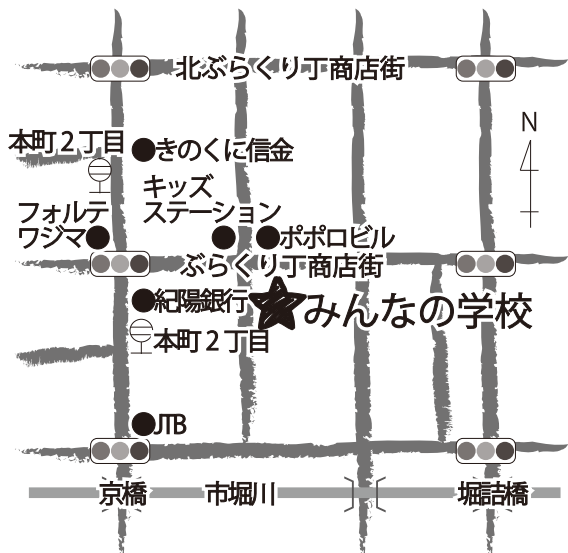 北ぶらくり丁商店街
N
本町2丁目
きのくに信金
キッズ
ステーション
フォルテ
ワジマ
ポポロビル
ぶらくり丁商店街
紀陽銀行
みんなの学校
本町2丁目
JTB
京橋
市堀川
堀詰橋